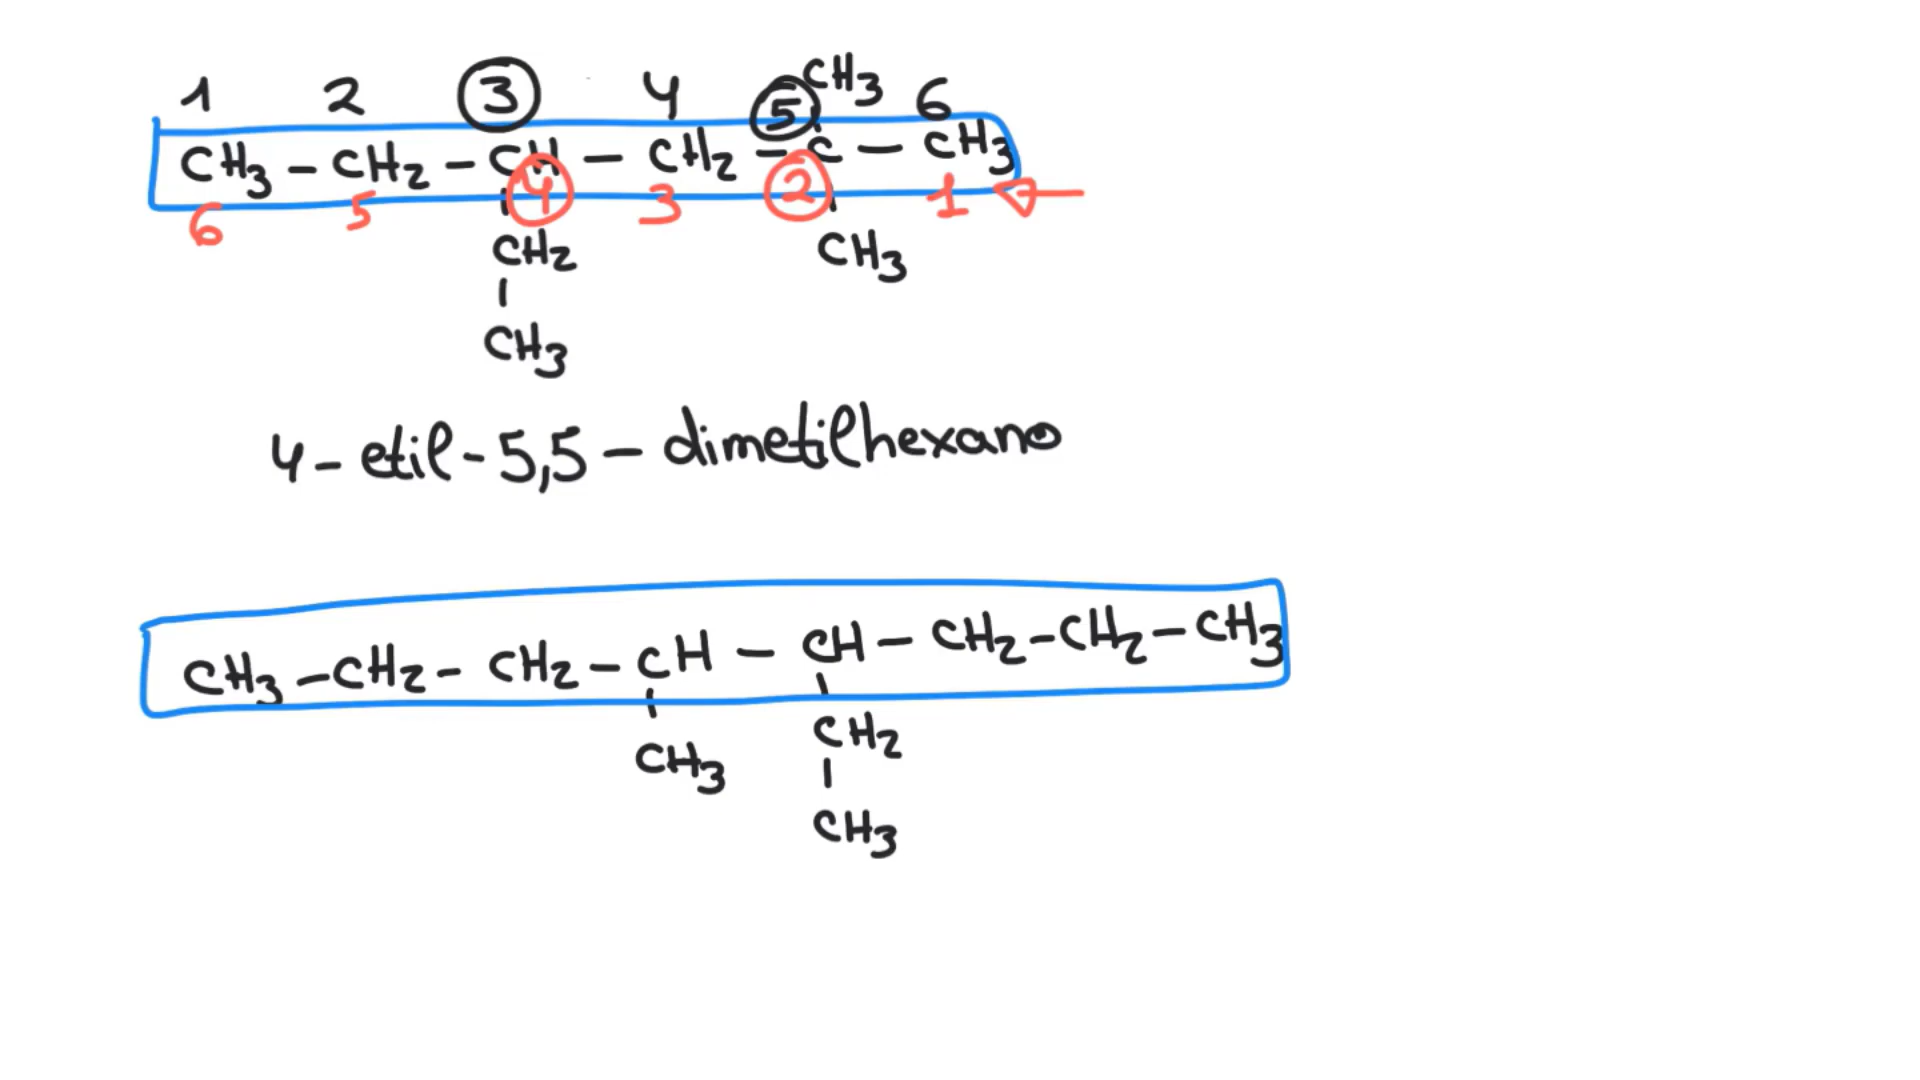 1 2 3 4 5 CH3 6
CH3 - CH2 - CH - CH2 - C - CH3
6 5 4 3 2 1
CH2 CH3
CH3
4-etil-5,5-dimetilhexano
CH3-CH2-CH2-CH-CH-CH2-CH2-CH3
CH3 CH2
CH3